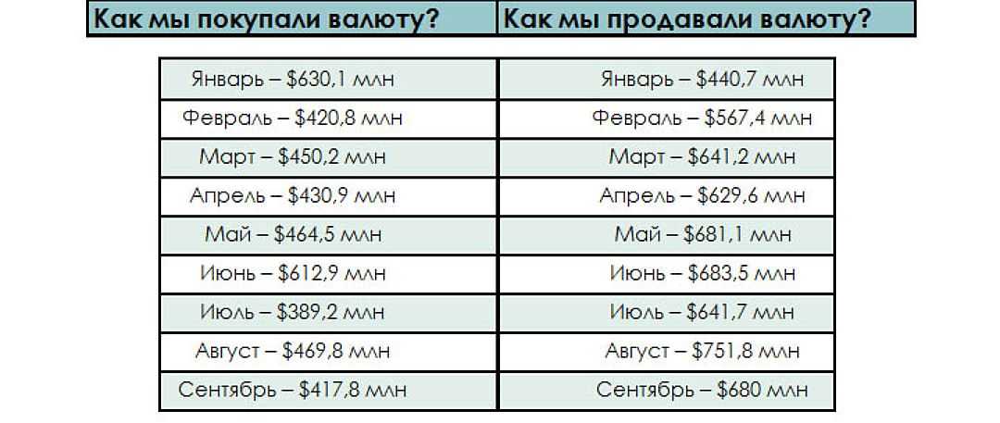 Как мы покупали валюту? Как мы продавали валюту?
Январь – $630,1 млн Январь – $440,7 млн
Февраль – $420,8 млн Февраль – $567,4 млн
Март – $450,2 млн Март – $641,2 млн
Апрель – $430,9 млн Апрель – $629,6 млн
Май – $464,5 млн Май – $681,1 млн
Июнь – $612,9 млн Июнь – $683,5 млн
Июль – $389,2 млн Июль – $641,7 млн
Август – $469,8 млн Август – $751,8 млн
Сентябрь – $417,8 млн Сентябрь – $680 млн